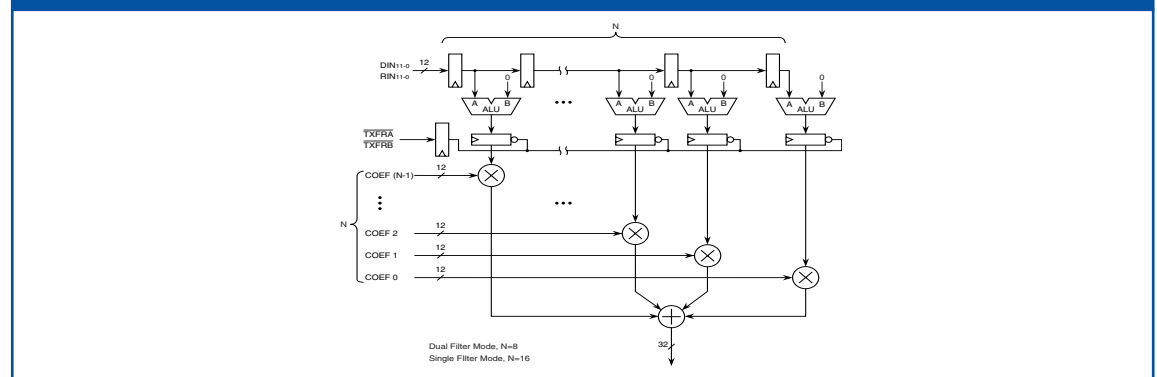 N
DIN11-0 12
RIN11-0
0 0 0 0
A B A B A B A B
ALU ALU ALU ALU
TXFRA
TXFRB
COEF (N-1) 12
N
COEF 2 12
COEF 1 12
COEF 0 12
32
Dual Filter Mode, N=8
Single FIlter Mode, N=16